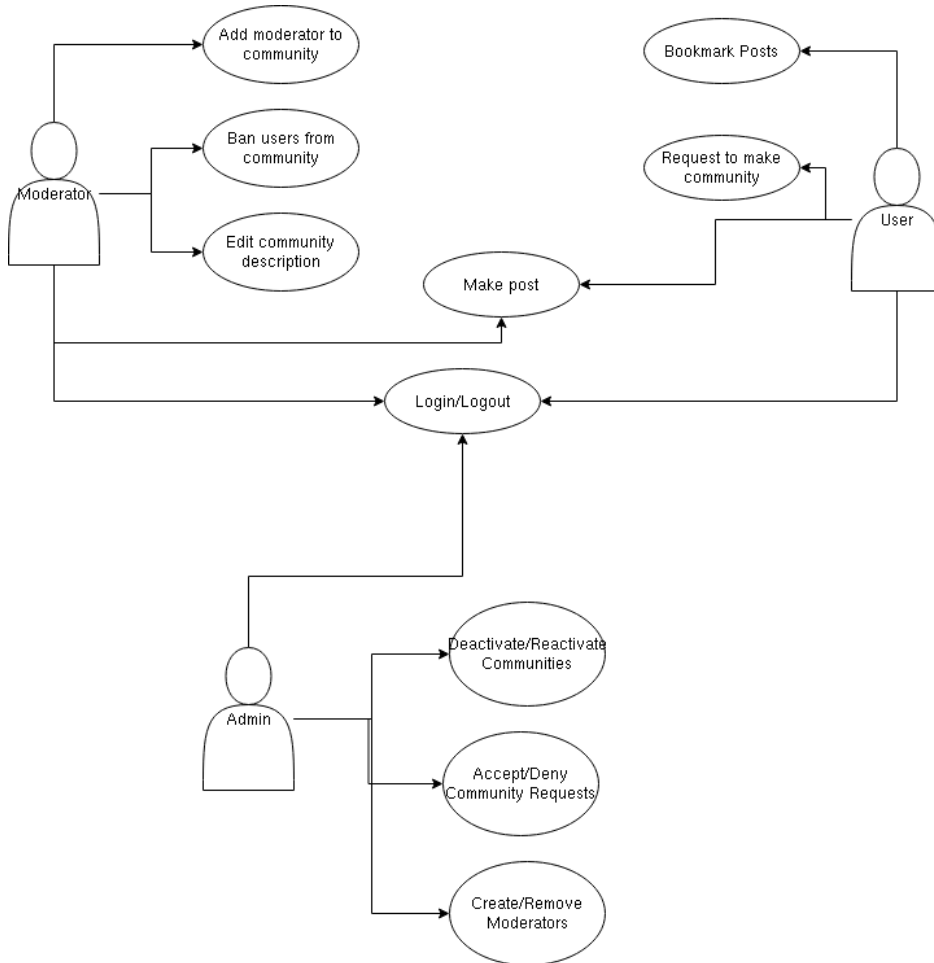 Add moderator to
community
Bookmark Posts
Ban users from
community
Request to make
community
Moderator
User
Edit community
description
Make post
Login/Logout
Deactivate/Reactivate
Communities
Admin
Accept/Deny
Community Requests
Create/Remove
Moderators